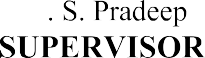 . S. Pradeep
SUPERVISOR